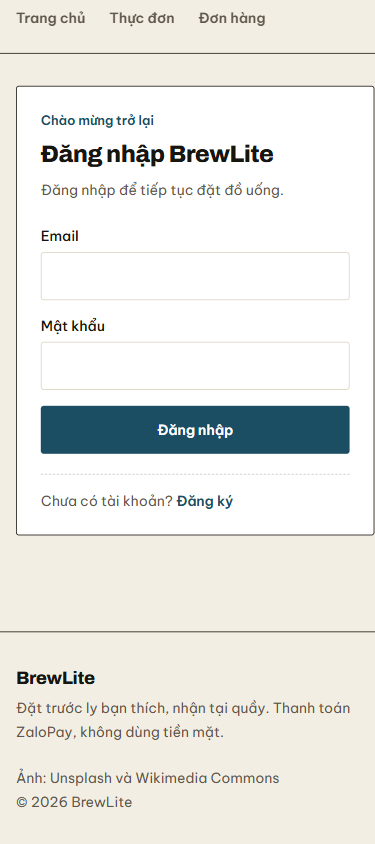 Trang chủ Thực đơn Đơn hàng
Chào mừng trở lại
Đăng nhập BrewLite
Đăng nhập để tiếp tục đặt đồ uống.
Email
Mật khẩu
Đăng nhập
Chưa có tài khoản? Đăng ký
BrewLite
Đặt trước ly bạn thích, nhận tại quầy. Thanh toán
ZaloPay, không dùng tiền mặt.
Ảnh: Unsplash và Wikimedia Commons
© 2026 BrewLite